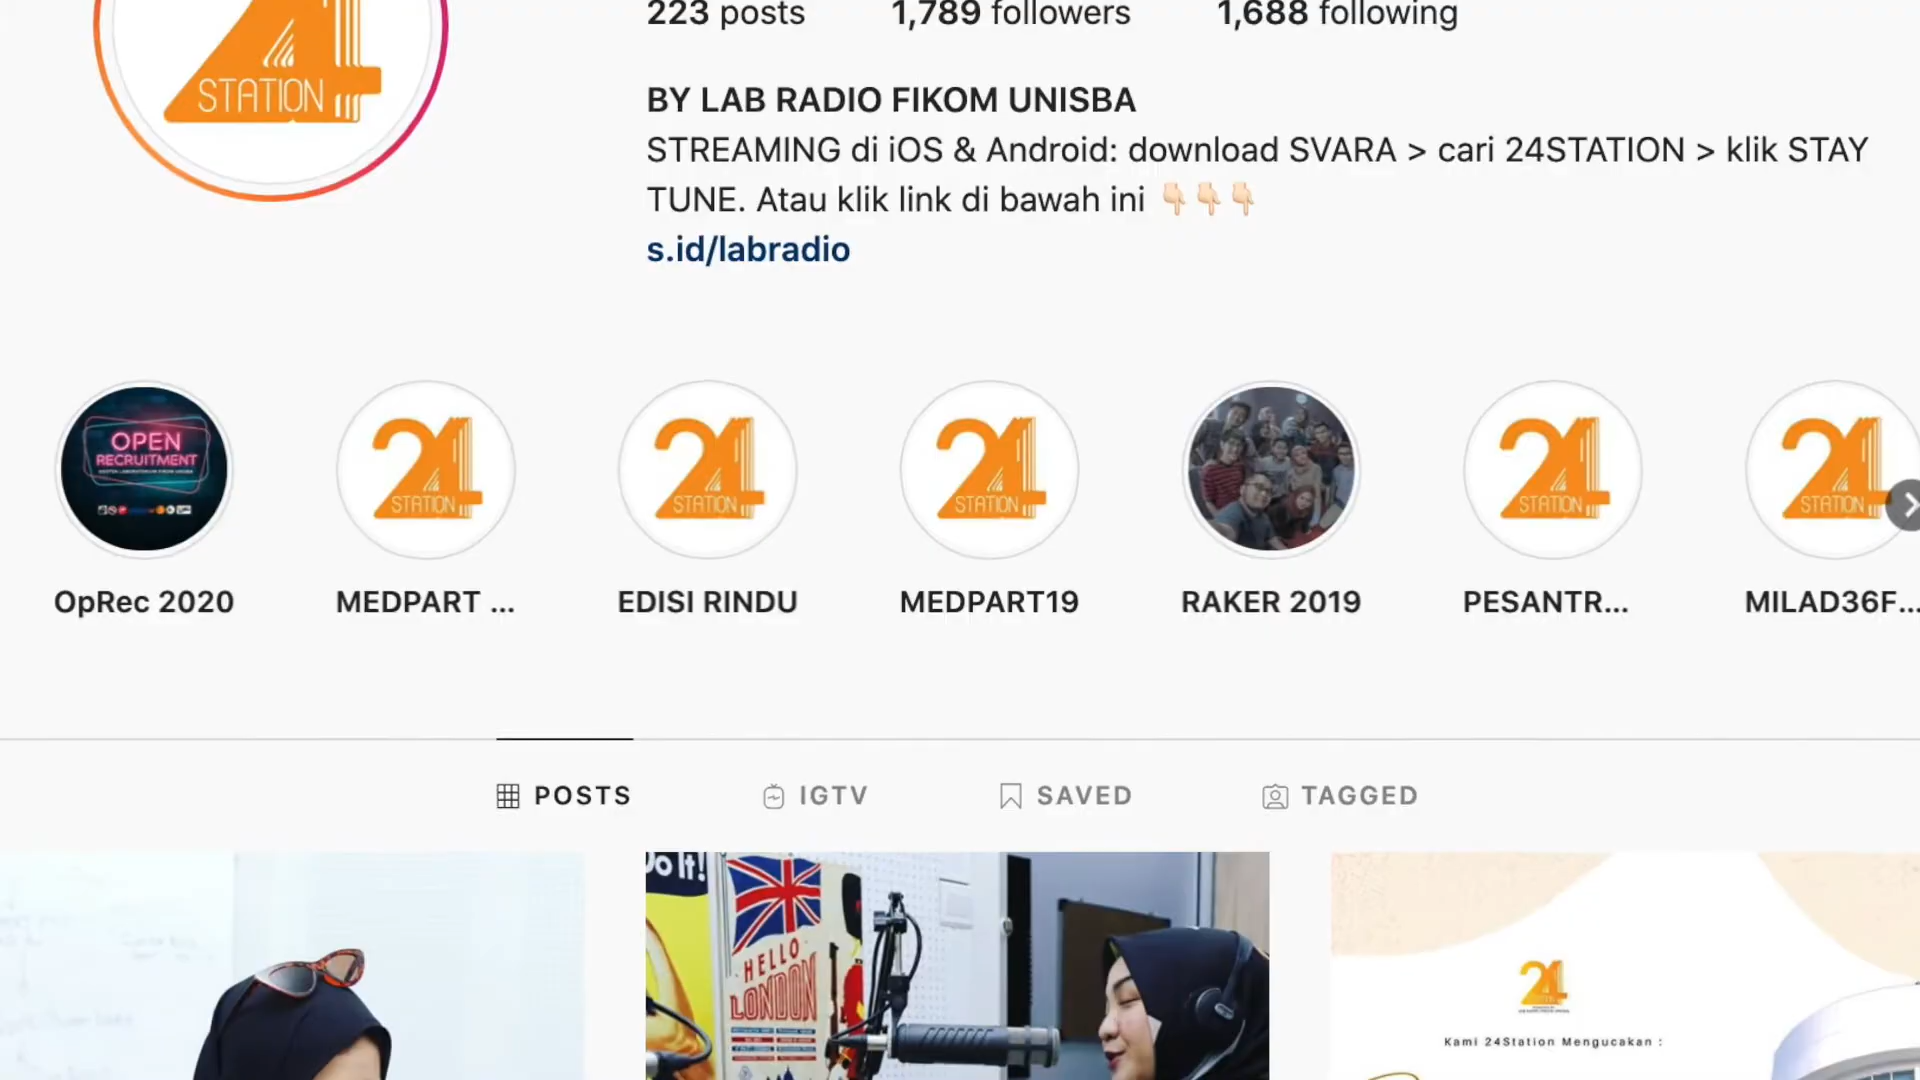 24
STATION
223 posts 1,789 followers 1,688 following
BY LAB RADIO FIKOM UNISBA
STREAMING di iOS & Android: download SVARA > cari 24STATION > klik STAY
TUNE. Atau klik link di bawah ini 👇🏻👇🏻👇🏻
s.id/labradio
OPEN
RECRUITMENT
24
STATION
24
STATION
24
STATION
24
STATION
24
STATION
OpRec 2020 MEDPART ... EDISI RINDU MEDPART19 RAKER 2019 PESANTR... MILAD36F...
POSTS IGTV SAVED TAGGED
Do It!
HELLO
LONDON
24
Kami 24Station Mengucakan :